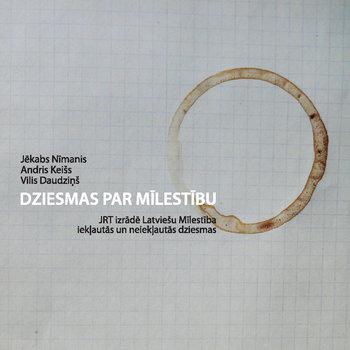 Jēkabs Nīmanis
Andris Keišs
Vilis Daudziņš
DZIESMAS PAR MĪLESTĪBU
JRT izrādē Latviešu Mīlestība
iekļautās un neiekļautās dziesmas